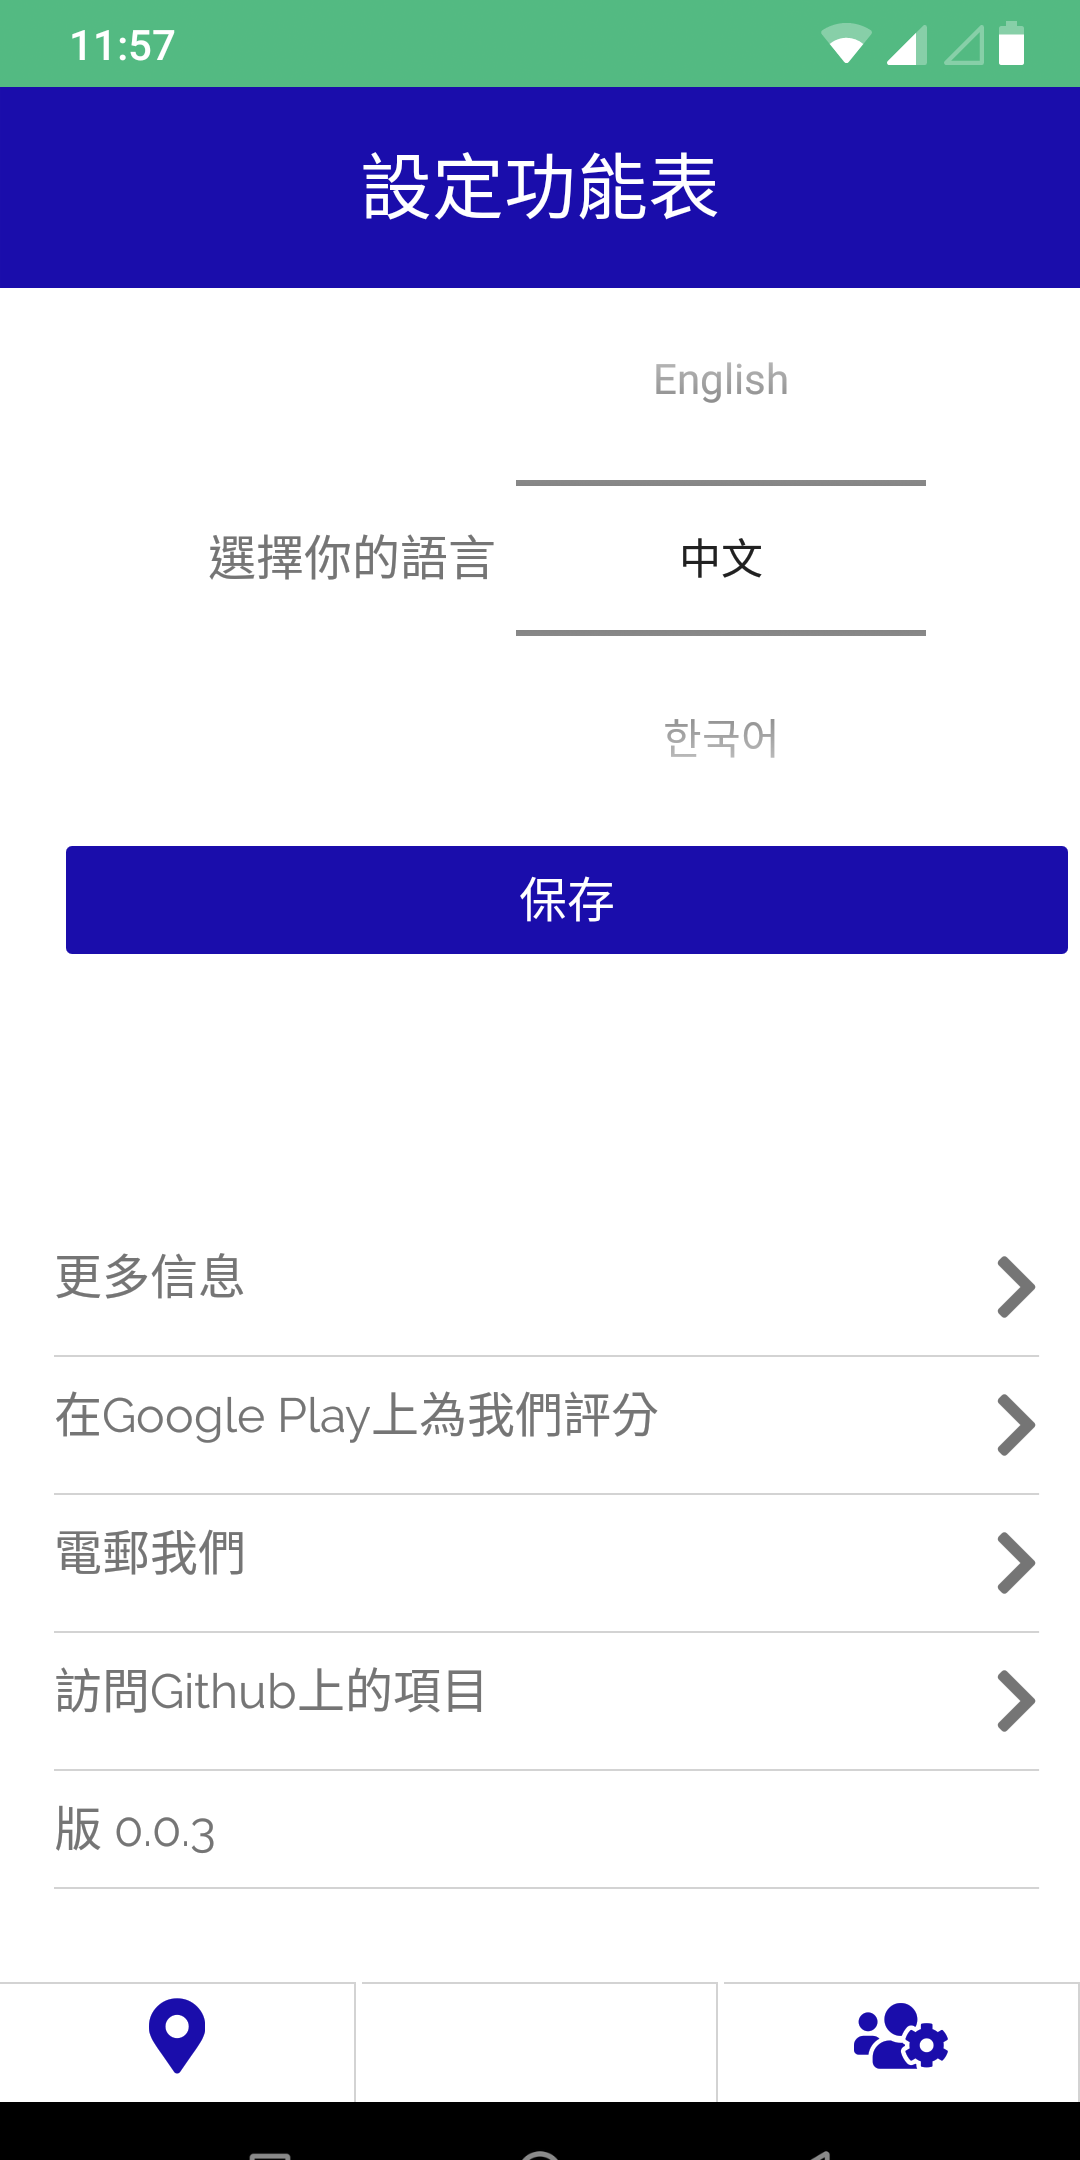 11:57
設定功能表
English
選擇你的語言
中文
한국어
保存
更多信息
在Google Play上為我們評分
電郵我們
訪問Github上的項目
版 0.0.3